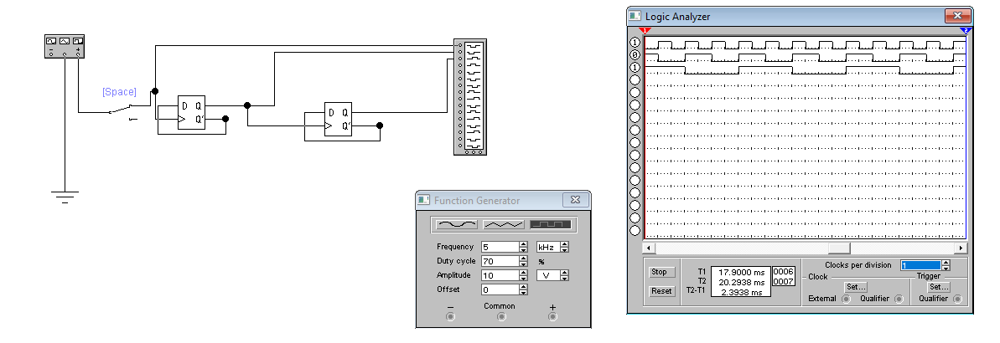 Logic Analyzer
1
2
[Space]
D Q
Q'
D Q
Q'
1
0
1
Function Generator
Frequency 5 kHz
Duty cycle 70 %
Amplitude 10 V
Offset 0
− Common +
Stop
Reset
T1 17.9000 ms 0006
T2 20.2938 ms 0007
T2-T1 2.3938 ms
Clocks per division 1
Clock Trigger
Set... Set...
External Qualifier Qualifier